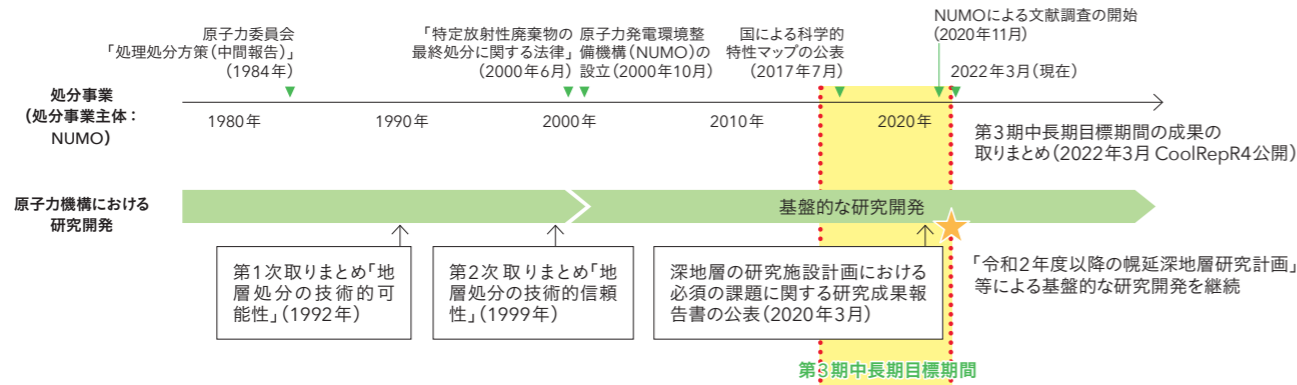 原子力委員会
「処理処分方策（中間報告）」
（1984年）
「特定放射性廃棄物の
最終処分に関する法律」
（2000年6月）
原子力発電環境整
備機構（NUMO）の
設立（2000年10月）
国による科学的
特性マップの公表
（2017年7月）
NUMOによる文献調査の開始
（2020年11月）
2022年3月（現在）
処分事業
（処分事業主体：
NUMO）
1980年
1990年
2000年
2010年
2020年
第3期中長期目標期間の成果の
取りまとめ（2022年3月 CoolRepR4公開）
原子力機構における
研究開発
基盤的な研究開発
第1次取りまとめ「地
層処分の技術的可
能性」（1992年）
第2次取りまとめ「地
層処分の技術的信頼
性」（1999年）
深地層の研究施設計画における
必須の課題に関する研究成果報
告書の公表（2020年3月）
「令和2年度以降の幌延深地層研究計画」
等による基盤的な研究開発を継続
第3期中長期目標期間